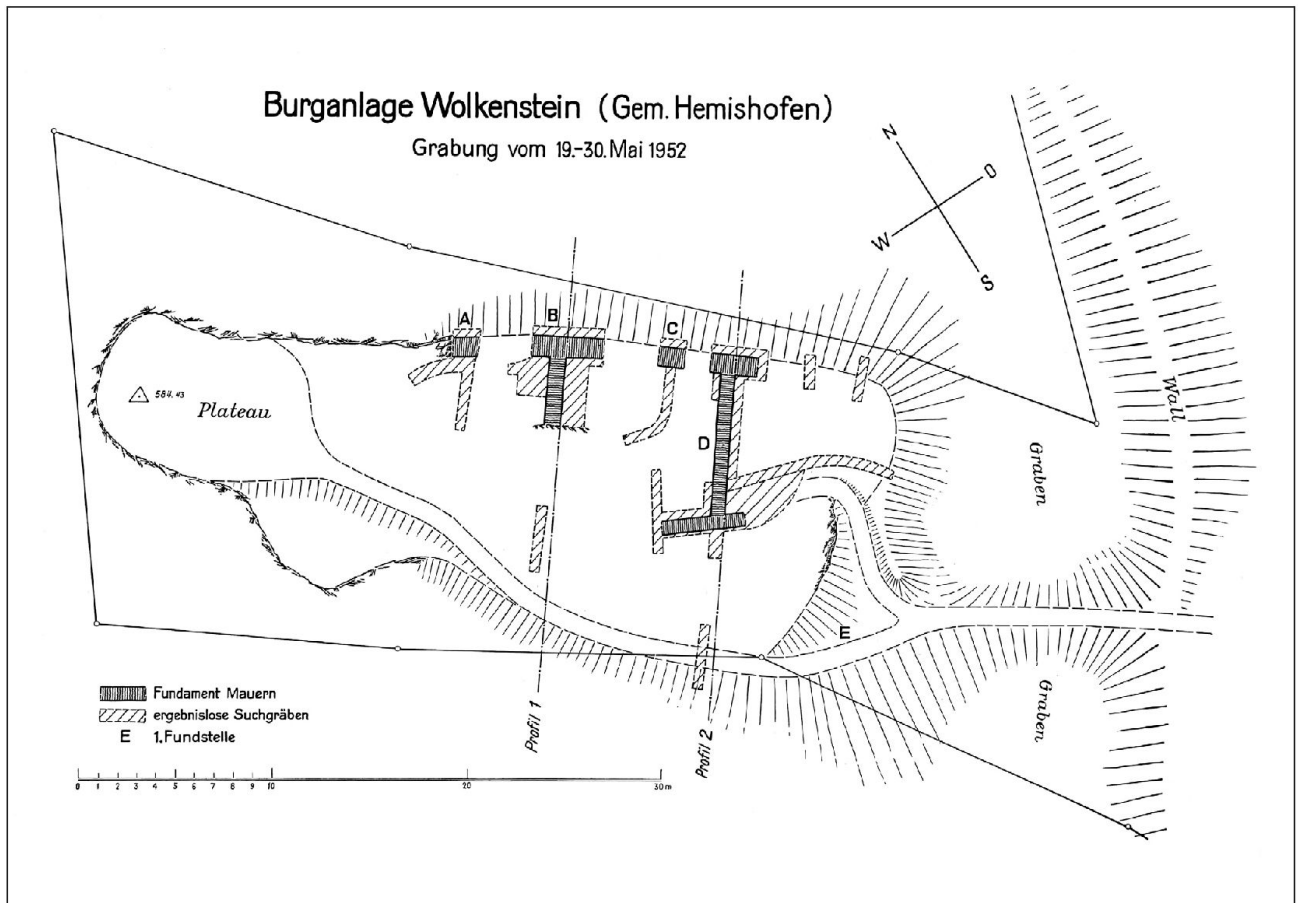 Burganlage Wolkenstein (Gem. Hemishofen)
Grabung vom 19.-30. Mai 1952
N
O
W
S
A
B
C
584.43
Plateau
D
Wall
Graben
E
Graben
Profil 1
Profil 2
Fundament Mauern
ergebnislose Suchgräben
E 1. Fundstelle
0 1 2 3 4 5 6 7 8 9 10 20 30 m